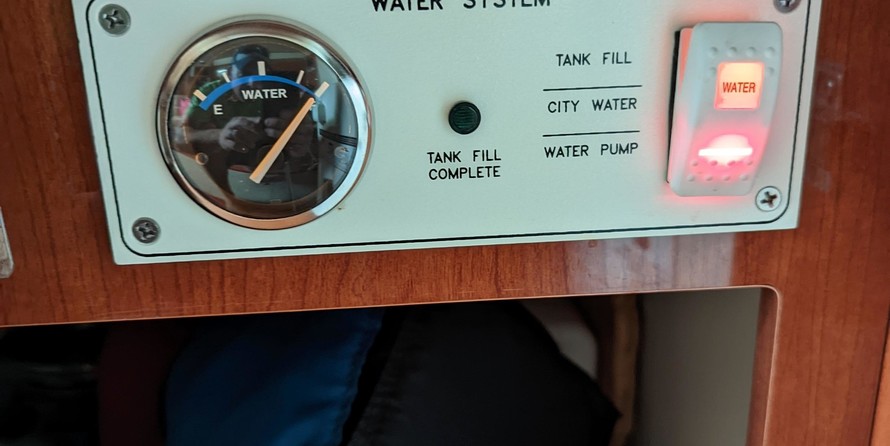 WATER SYSTEM
WATER
E
F
TANK FILL
COMPLETE
TANK FILL
CITY WATER
WATER PUMP
WATER